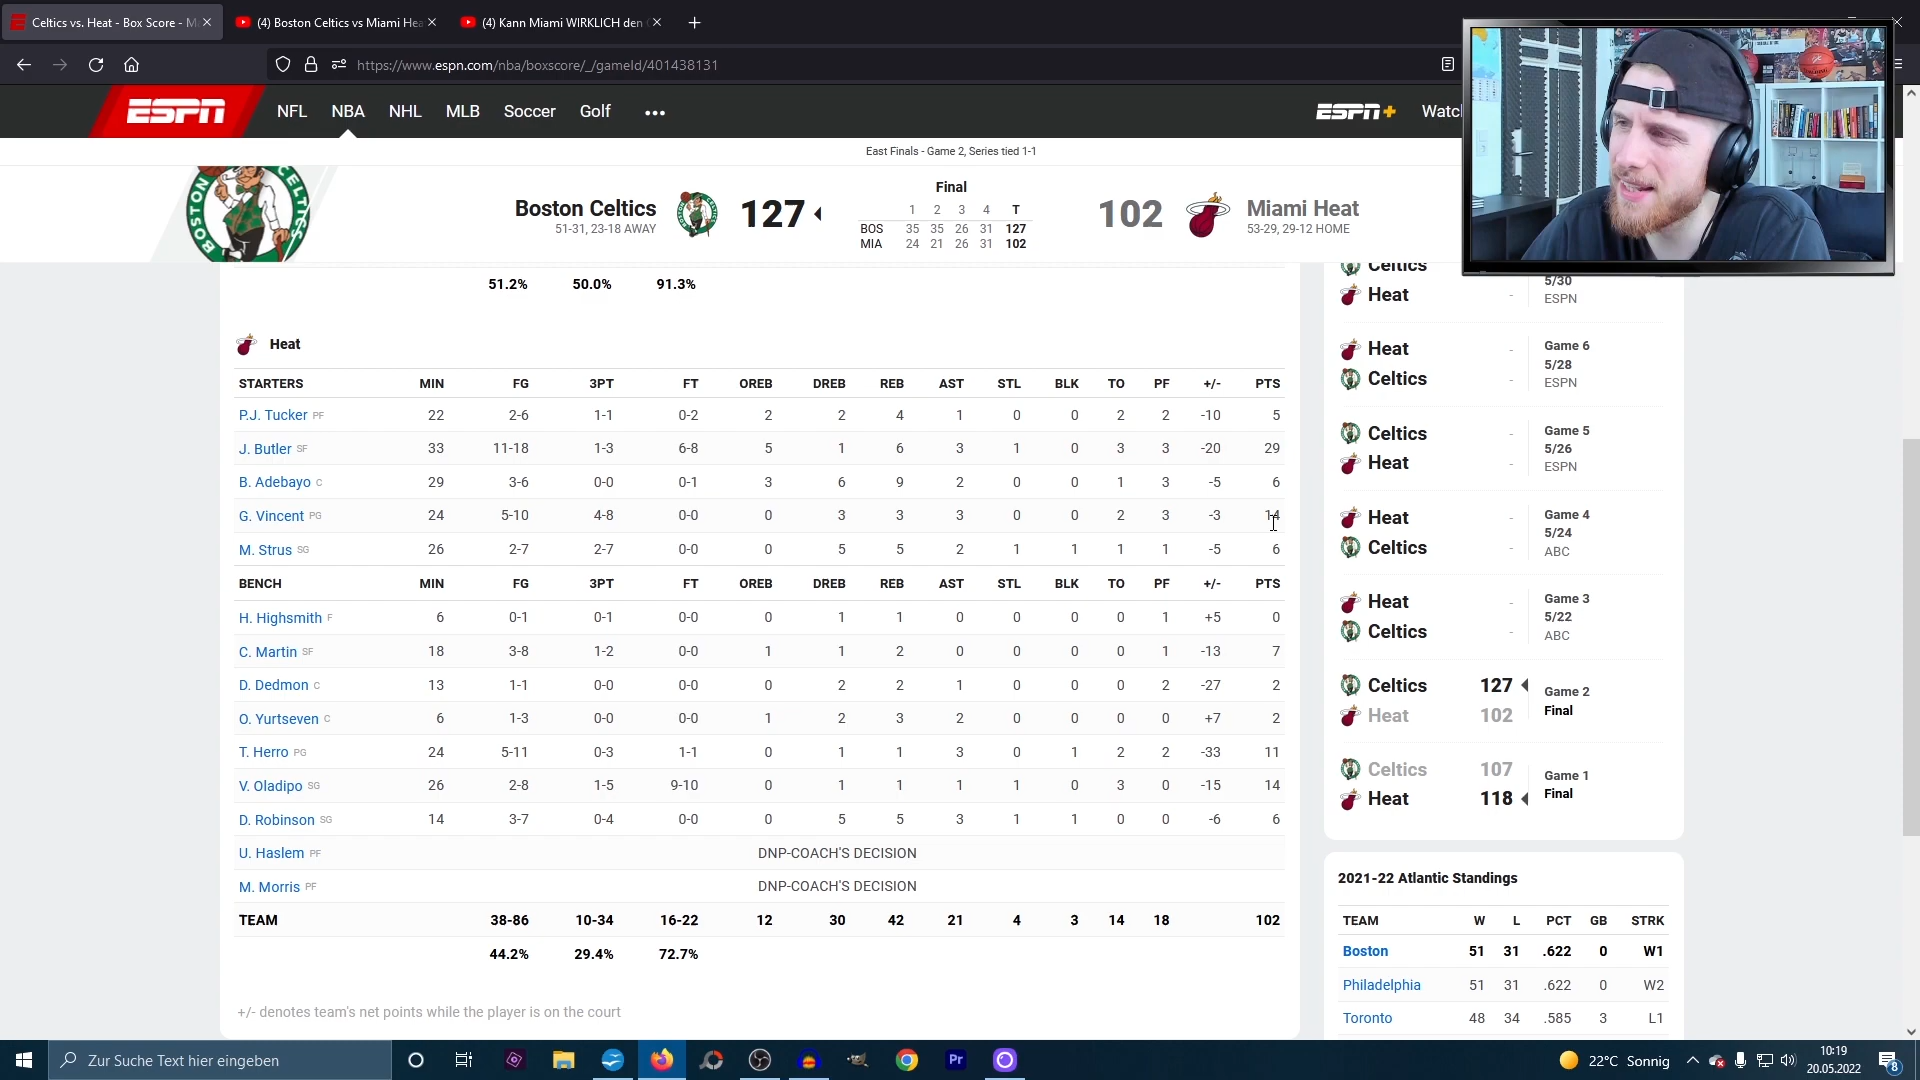 Celtics vs. Heat - Box Score - M
(4) Boston Celtics vs Miami Hea
(4) Kann Miami WIRKLICH den
https://www.espn.com/nba/boxscore/_/gameId/401438131
ESPN NFL NBA NHL MLB Soccer Golf ••• ESPN+ Watc
East Finals - Game 2, Series tied 1-1
BOSTON CELTICS
Boston Celtics 127 Final 102 Miami Heat
51-31, 23-18 AWAY 53-29, 29-12 HOME
1 2 3 4 T
BOS 35 35 26 31 127
MIA 24 21 26 31 102
51.2% 50.0% 91.3%
Heat
STARTERS MIN FG 3PT FT OREB DREB REB AST STL BLK TO PF +/- PTS
P.J. Tucker PF 22 2-6 1-1 0-2 2 2 4 1 0 0 2 2 -10 5
J. Butler SF 33 11-18 1-3 6-8 5 1 6 3 1 0 3 3 -20 29
B. Adebayo C 29 3-6 0-0 0-1 3 6 9 2 0 0 1 3 -5 6
G. Vincent PG 24 5-10 4-8 0-0 0 3 3 3 0 0 2 3 -3 14
M. Strus SG 26 2-7 2-7 0-0 0 5 5 2 1 1 1 1 -5 6
BENCH MIN FG 3PT FT OREB DREB REB AST STL BLK TO PF +/- PTS
H. Highsmith F 6 0-1 0-1 0-0 0 1 1 0 0 0 0 1 +5 0
C. Martin SF 18 3-8 1-2 0-0 1 1 2 0 0 0 0 1 -13 7
D. Dedmon C 13 1-1 0-0 0-0 0 2 2 1 0 0 0 2 -27 2
O. Yurtseven C 6 1-3 0-0 0-0 1 2 3 2 0 0 0 0 +7 2
T. Herro PG 24 5-11 0-3 1-1 0 1 1 3 0 1 2 2 -33 11
V. Oladipo SG 26 2-8 1-5 9-10 0 1 1 1 1 0 3 0 -15 14
D. Robinson SG 14 3-7 0-4 0-0 0 5 5 3 1 1 0 0 -6 6
U. Haslem PF DNP-COACH'S DECISION
M. Morris PF DNP-COACH'S DECISION
TEAM 38-86 10-34 16-22 12 30 42 21 4 3 14 18 102
44.2% 29.4% 72.7%
+/- denotes team's net points while the player is on the court
Celtics -
Heat - 5/30
ESPN
Heat - Game 6
Celtics - 5/28
ESPN
Celtics - Game 5
Heat - 5/26
ESPN
Heat - Game 4
Celtics - 5/24
ABC
Heat - Game 3
Celtics - 5/22
ABC
Celtics 127 Game 2
Heat 102 Final
Celtics 107 Game 1
Heat 118 Final
2021-22 Atlantic Standings
TEAM W L PCT GB STRK
Boston 51 31 .622 0 W1
Philadelphia 51 31 .622 0 W2
Toronto 48 34 .585 3 L1
Zur Suche Text hier eingeben
Pr
22°C Sonnig
10:19
20.05.2022
8